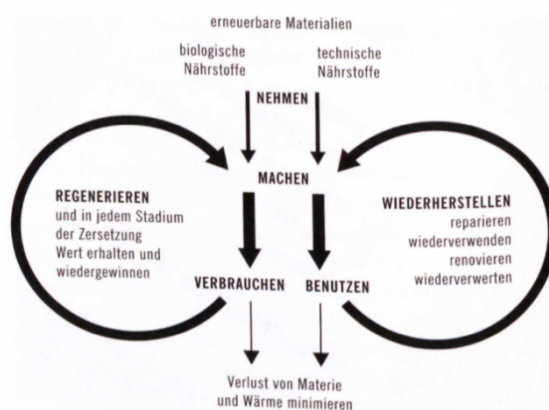 erneuerbare Materialien
biologische
Nährstoffe
technische
Nährstoffe
NEHMEN
MACHEN
REGENERIEREN
und in jedem Stadium
der Zersetzung
Wert erhalten und
wiedergewinnen
WIEDERHERSTELLEN
reparieren
wiederverwenden
renovieren
wiederverwerten
VERBRAUCHEN
BENUTZEN
Verlust von Materie
und Wärme minimieren